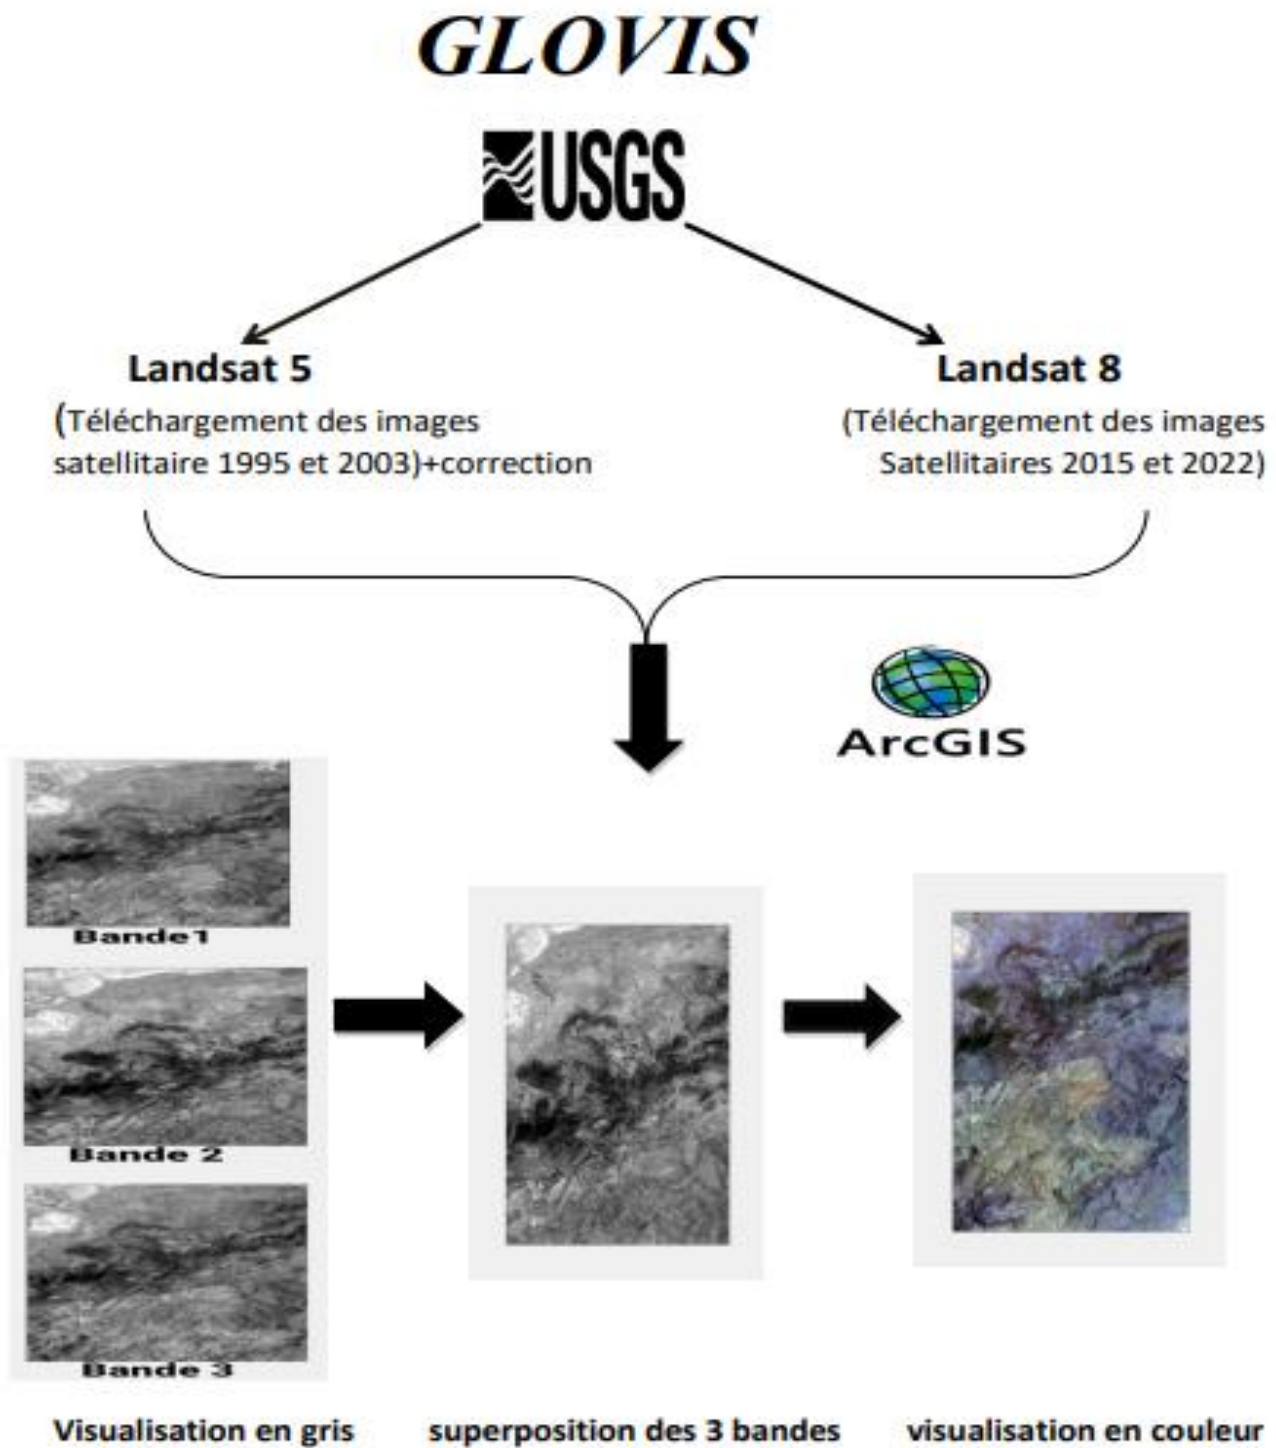 GLOVIS
USGS
Landsat 5
(Téléchargement des images
satellitaire 1995 et 2003)+correction
Landsat 8
(Téléchargement des images
Satellitaires 2015 et 2022)
ArcGIS
Bande1
Bande 2
Bande 3
Visualisation en gris
superposition des 3 bandes
visualisation en couleur